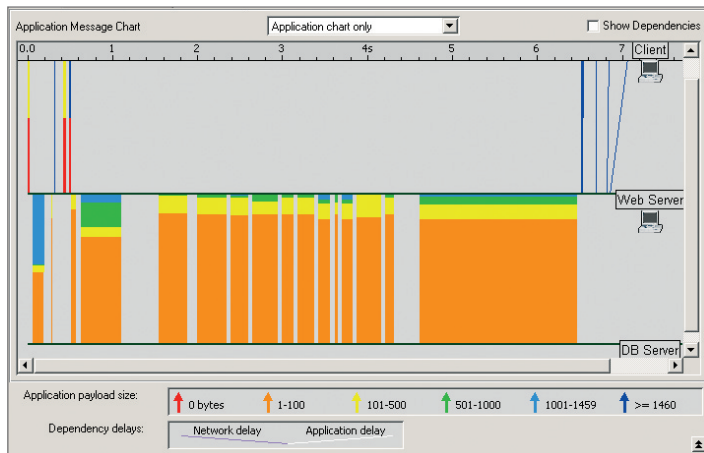 Application Message Chart
Application chart only
Show Dependencies
0.0 1 2 3 4s 5 6 7
Client
Web Server
DB Server
Application payload size:
0 bytes 1-100 101-500 501-1000 1001-1459 >= 1460
Dependency delays:
Network delay Application delay